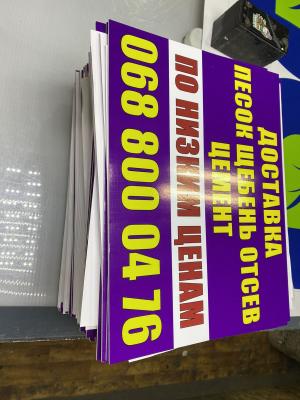 ДОСТАВКА
ПЕСОК ЩЕБЕНЬ ОТСЕВ
ЦЕМЕНТ
ПО НИЗКИМ ЦЕНАМ
068 800 04 76